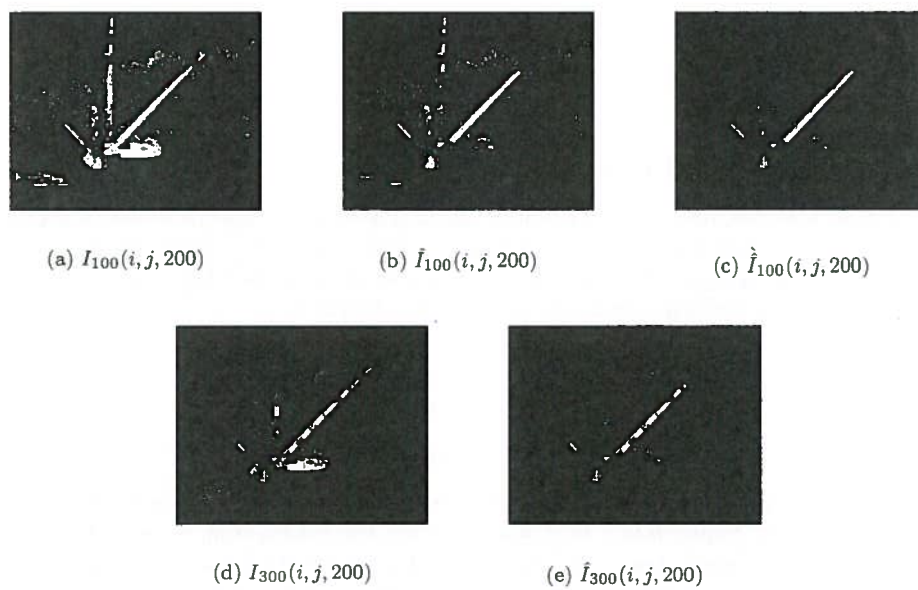 (a) I₁₀₀(i, j, 200)
(b) Î₁₀₀(i, j, 200)
(c) Î̀₁₀₀(i, j, 200)
(d) I₃₀₀(i, j, 200)
(e) Î₃₀₀(i, j, 200)